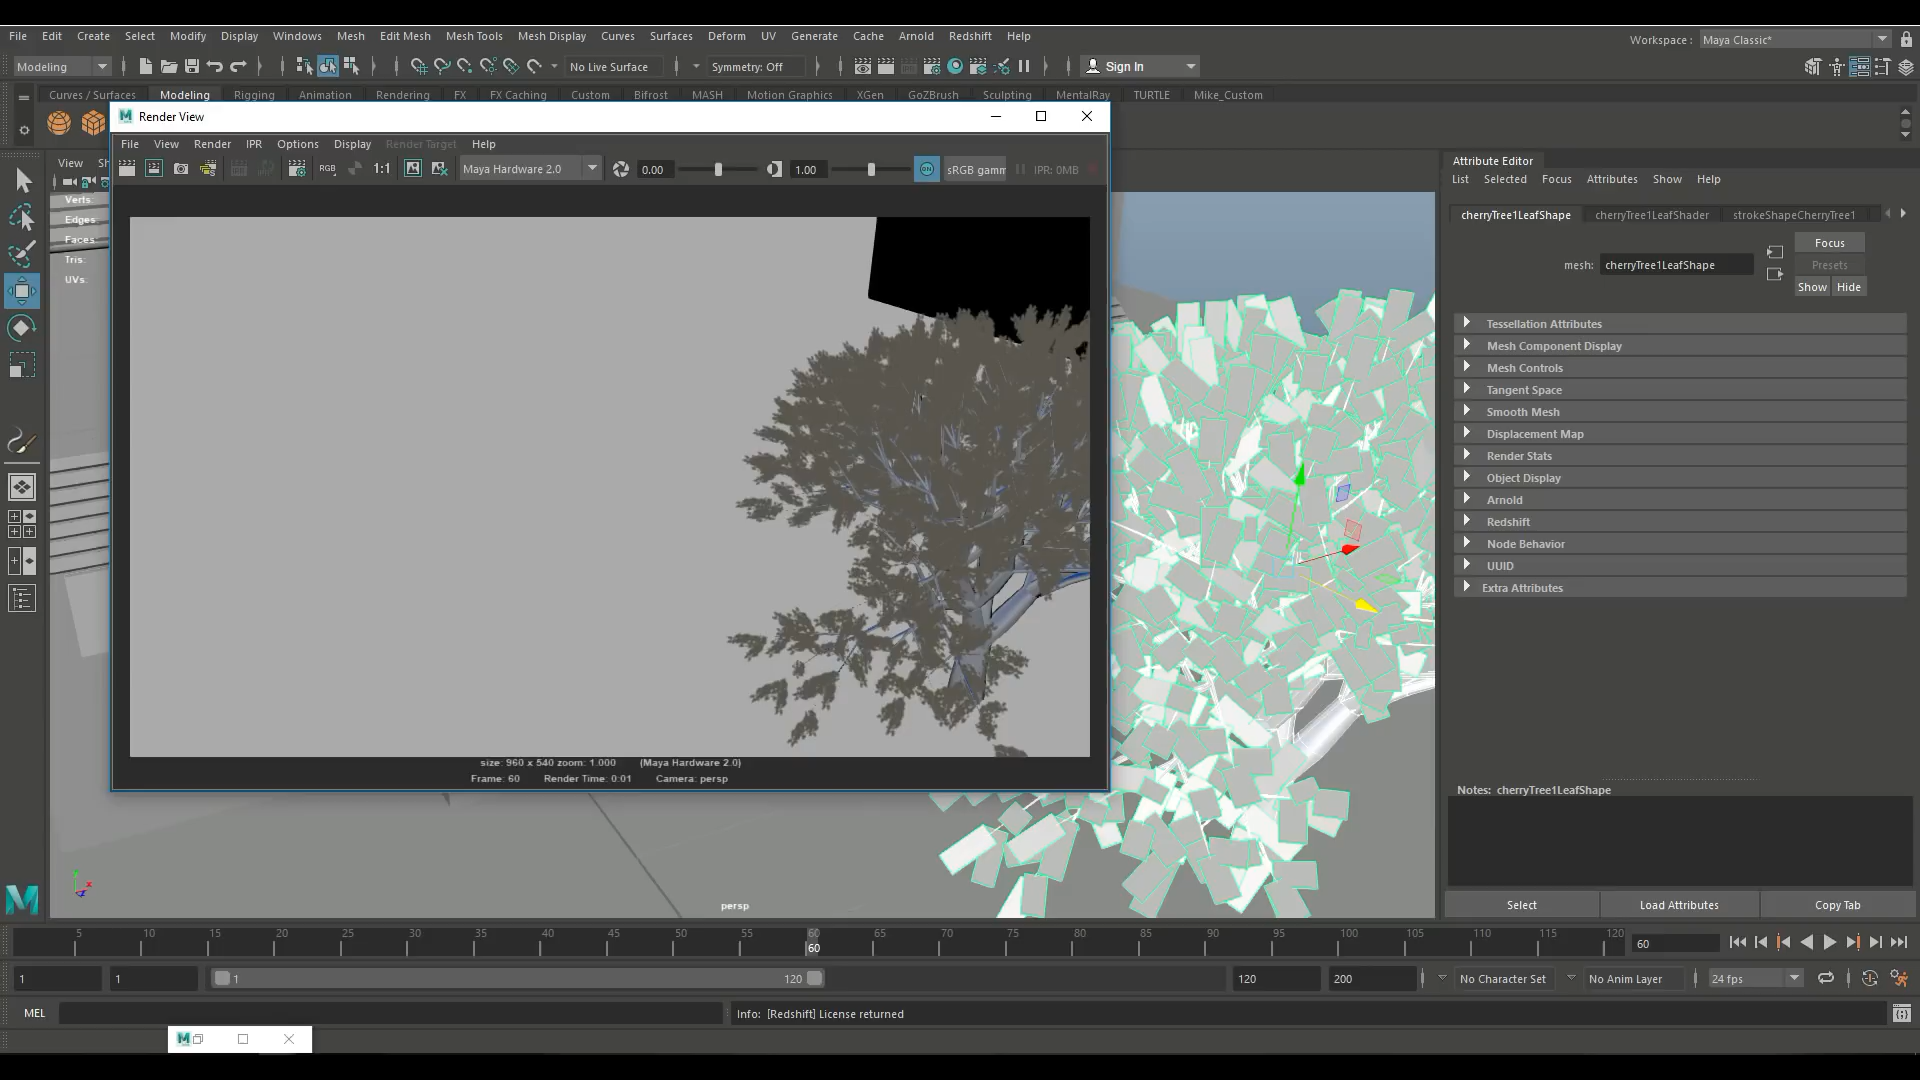 File Edit Create Select Modify Display Windows Mesh Edit Mesh Mesh Tools Mesh Display Curves Surfaces Deform UV Generate Cache Arnold Redshift Help
Workspace : Maya Classic*
Modeling No Live Surface Symmetry: Off Sign In
Curves / Surfaces Modeling Rigging Animation Rendering FX FX Caching Custom Bifrost MASH Motion Graphics XGen GoZBrush Sculpting MentalRay TURTLE Mike_Custom
Render View
File View Render IPR Options Display Render Target Help
RGB 1:1 Maya Hardware 2.0 0.00 1.00 ON sRGB gamm IPR: 0MB
View Sh
Verts:
Edges
Faces
Tris:
UVs:
size: 960 x 540 zoom: 1.000 (Maya Hardware 2.0)
Frame: 60 Render Time: 0:01 Camera: persp
persp
Attribute Editor
List Selected Focus Attributes Show Help
cherryTree1LeafShape cherryTree1LeafShader strokeShapeCherryTree1
mesh: cherryTree1LeafShape
Focus
Presets
Show Hide
Tessellation Attributes
Mesh Component Display
Mesh Controls
Tangent Space
Smooth Mesh
Displacement Map
Render Stats
Object Display
Arnold
Redshift
Node Behavior
UUID
Extra Attributes
Notes: cherryTree1LeafShape
Select Load Attributes Copy Tab
5 10 15 20 25 30 35 40 45 50 55 60 65 70 75 80 85 90 95 100 105 110 115 120
60
60
1 1 1 120 120 200 No Character Set No Anim Layer 24 fps
MEL Info: [Redshift] License returned